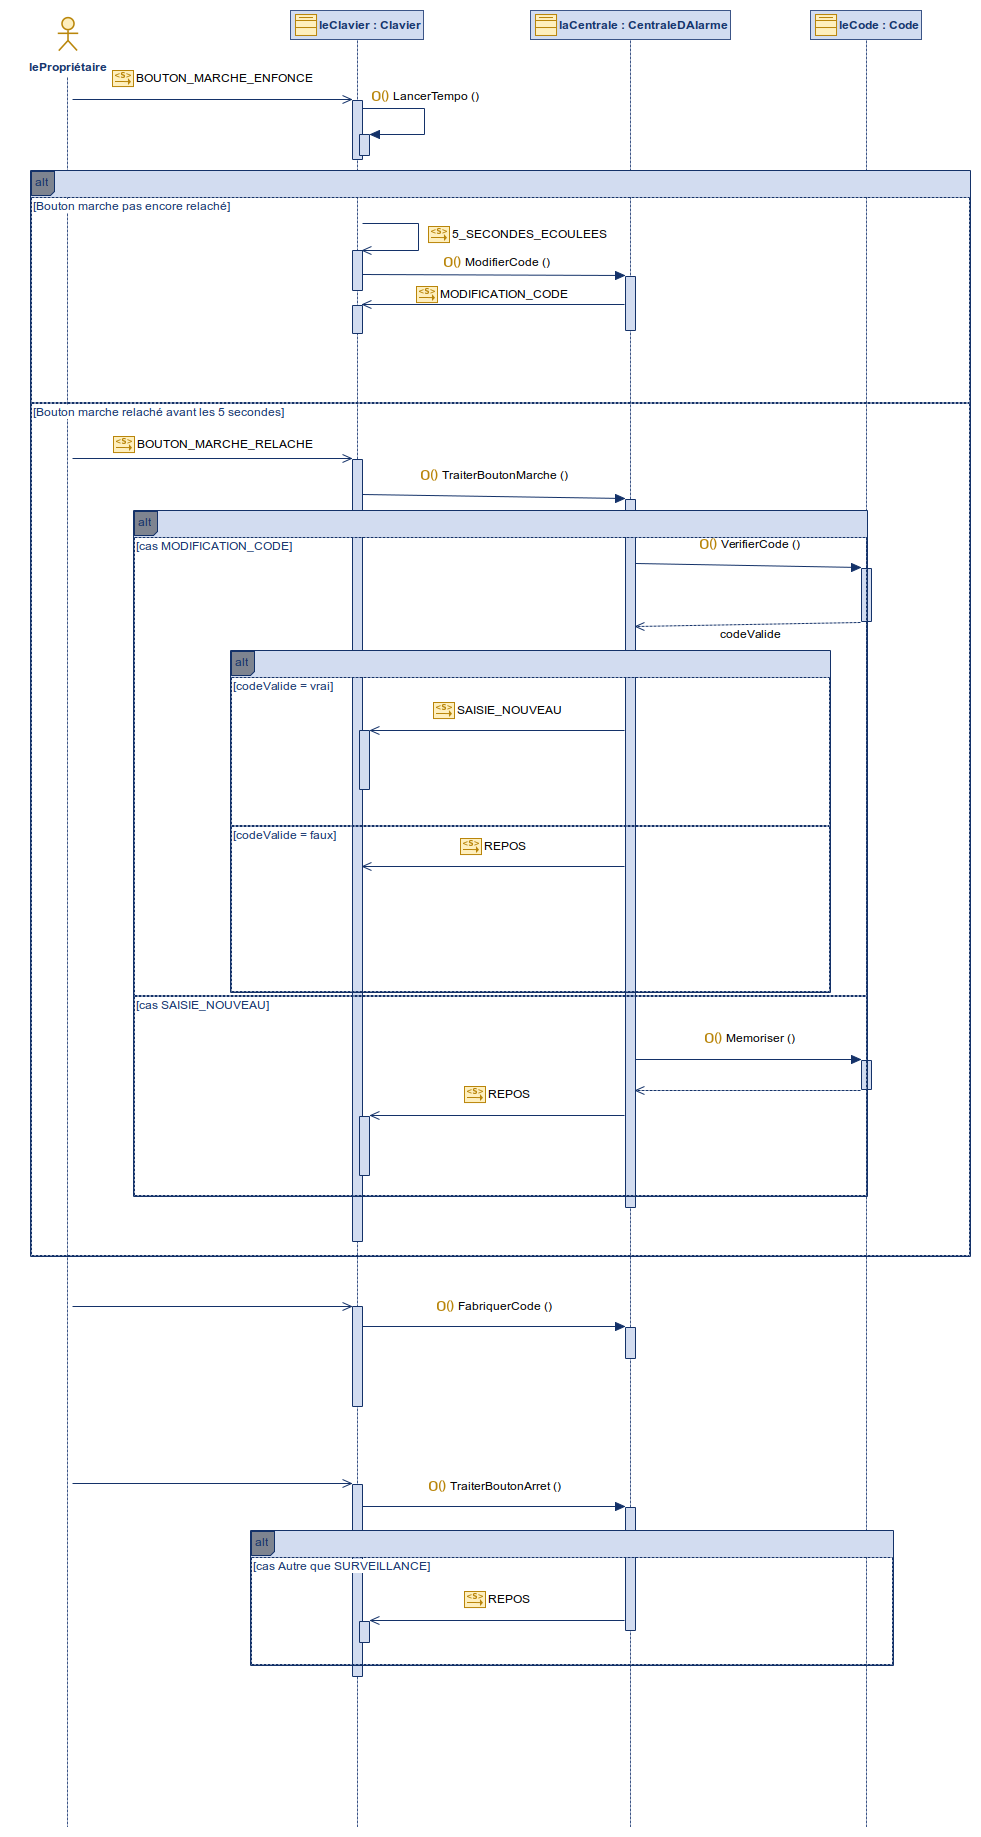 leClavier : Clavier
laCentrale : CentraleDAlarme
leCode : Code
lePropriétaire
<S> BOUTON_MARCHE_ENFONCE
O() LancerTempo ()
alt
[Bouton marche pas encore relaché]
<S> 5_SECONDES_ECOULEES
O() ModifierCode ()
<S> MODIFICATION_CODE
[Bouton marche relaché avant les 5 secondes]
<S> BOUTON_MARCHE_RELACHE
O() TraiterBoutonMarche ()
alt
[cas MODIFICATION_CODE]
O() VerifierCode ()
codeValide
alt
[codeValide = vrai]
<S> SAISIE_NOUVEAU
[codeValide = faux]
<S> REPOS
[cas SAISIE_NOUVEAU]
O() Memoriser ()
<S> REPOS
O() FabriquerCode ()
O() TraiterBoutonArret ()
alt
[cas Autre que SURVEILLANCE]
<S> REPOS